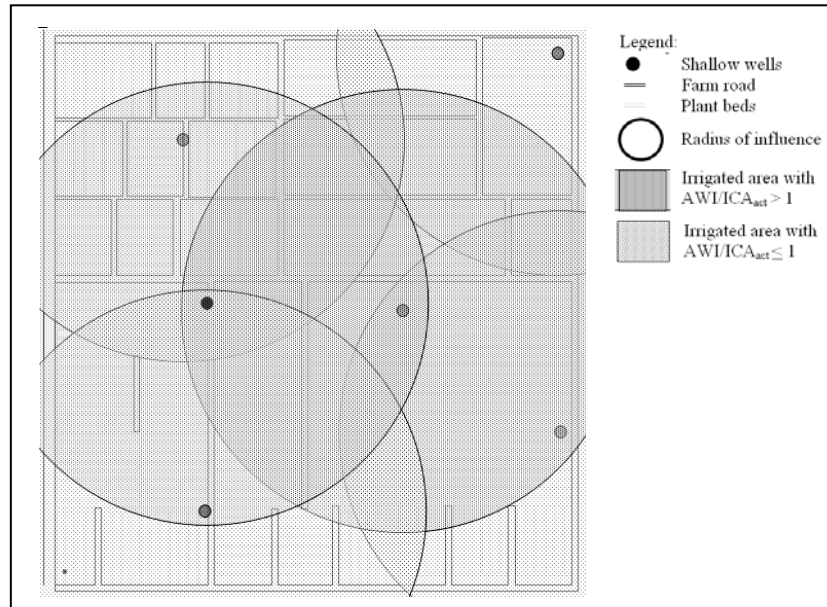 Legend:
Shallow wells
Farm road
Plant beds
Radius of influence
Irrigated area with
AWI/ICAact > 1
Irrigated area with
AWI/ICAact ≤ 1